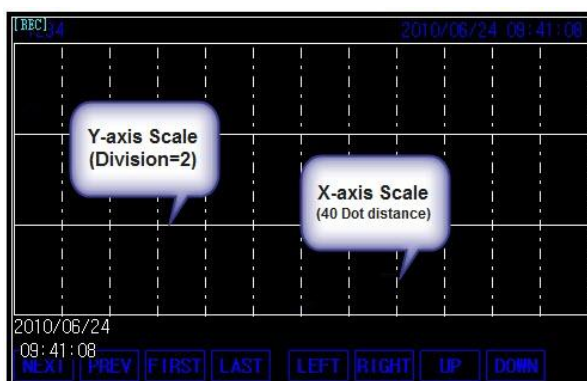 [REC]
2010/06/24 09:41:08
Y-axis Scale
(Division=2)
X-axis Scale
(40 Dot distance)
2010/06/24
09:41:08
NEXT PREV FIRST LAST LEFT RIGHT UP DOWN